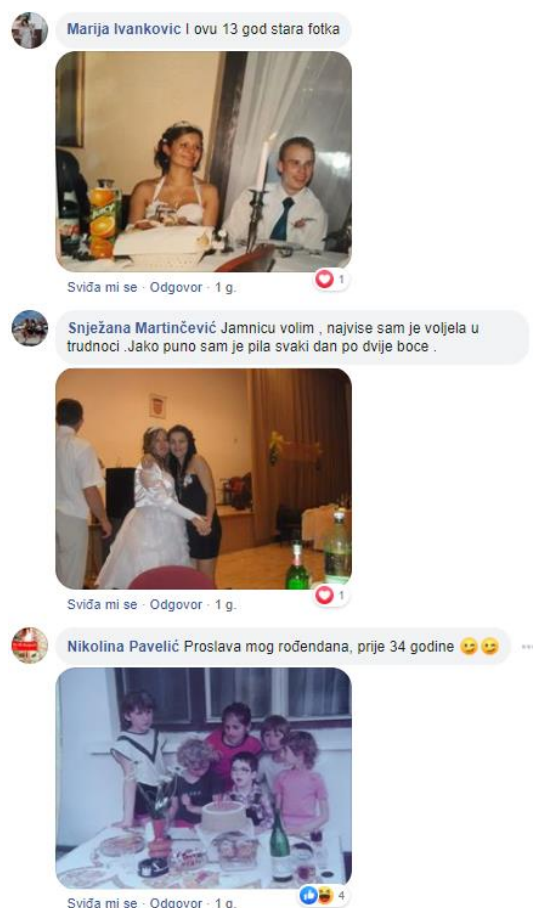 Marija Ivankovic I ovu 13 god stara fotka
Sviđa mi se · Odgovor · 1 g.
1
Snježana Martinčević Jamnicu volim , najvise sam je voljela u
trudnoci .Jako puno sam je pila svaki dan po dvije boce .
Sviđa mi se · Odgovor · 1 g.
1
Nikolina Pavelić Proslava mog rođendana, prije 34 godine 😜😜
Sviđa mi se · Odgovor · 1 g.
4